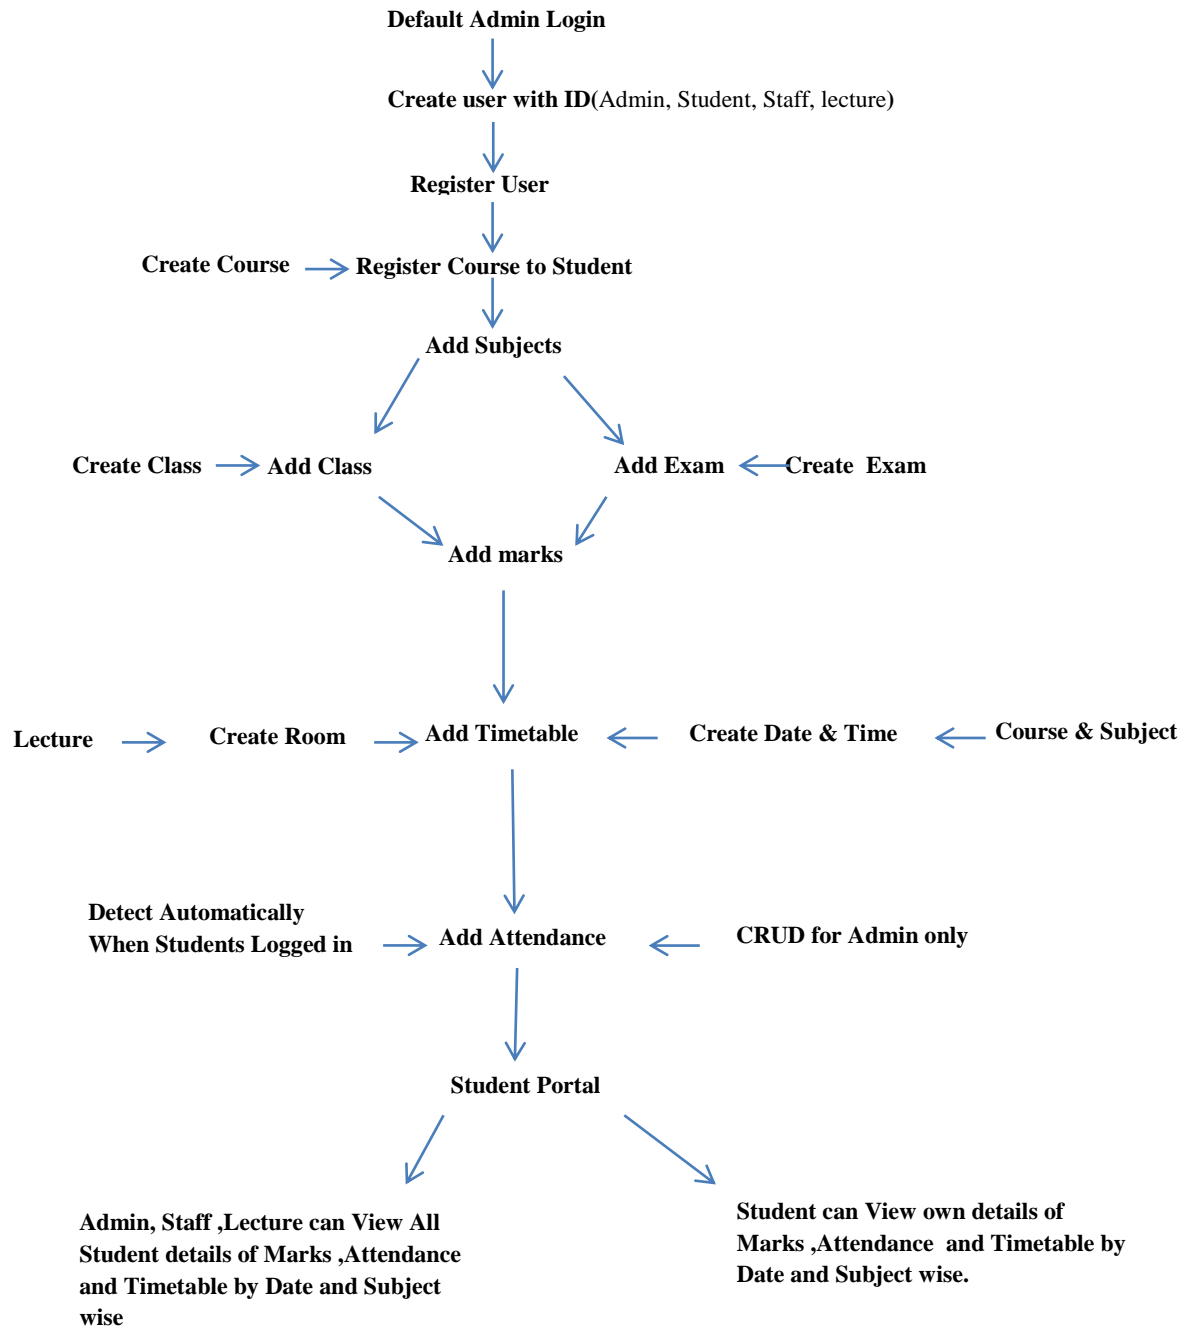 Default Admin Login
Create user with ID(Admin, Student, Staff, lecture)
Register User
Create Course
Register Course to Student
Add Subjects
Create Class
Add Class
Add Exam
Create  Exam
Add marks
Lecture
Create Room
Add Timetable
Create Date & Time
Course & Subject
Detect Automatically
When Students Logged in
Add Attendance
CRUD for Admin only
Student Portal
Admin, Staff ,Lecture can View All
Student details of Marks ,Attendance
and Timetable by Date and Subject
wise
Student can View own details of
Marks ,Attendance  and Timetable by
Date and Subject wise.